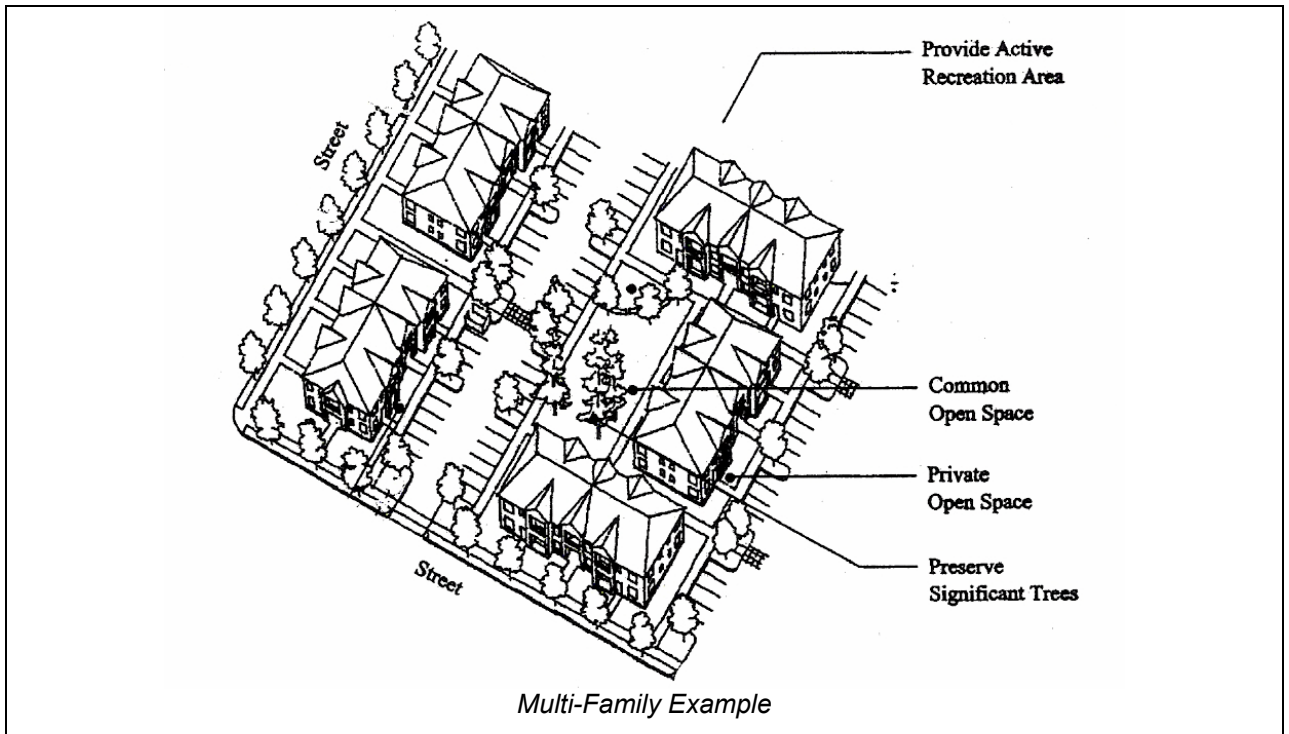 Provide Active
Recreation Area
Street
Common
Open Space
Private
Open Space
Preserve
Significant Trees
Street
Multi-Family Example